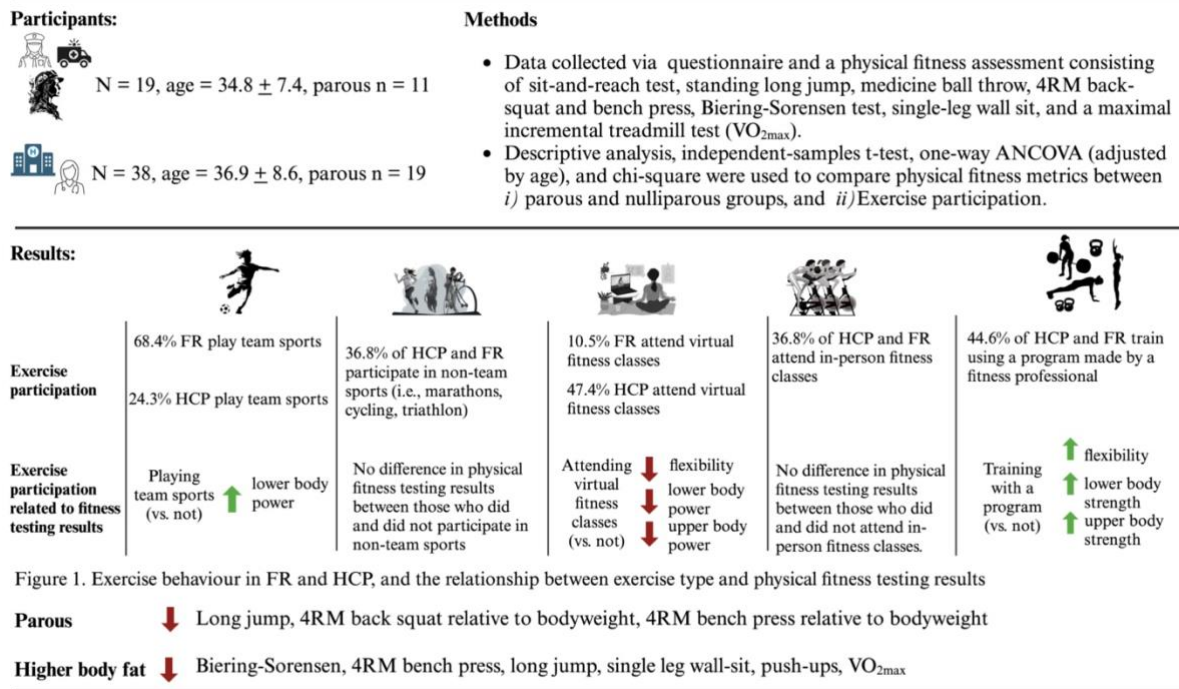 Participants:
N = 19, age = 34.8 ± 7.4, parous n = 11
H
N = 38, age = 36.9 ± 8.6, parous n = 19
Methods
• Data collected via questionnaire and a physical fitness assessment consisting
of sit-and-reach test, standing long jump, medicine ball throw, 4RM back-
squat and bench press, Biering-Sorensen test, single-leg wall sit, and a maximal
incremental treadmill test (VO₂max).
• Descriptive analysis, independent-samples t-test, one-way ANCOVA (adjusted
by age), and chi-square were used to compare physical fitness metrics between
i) parous and nulliparous groups, and ii)Exercise participation.
Results:
Exercise
participation
68.4% FR play team sports
24.3% HCP play team sports
36.8% of HCP and FR
participate in non-team
sports (i.e., marathons,
cycling, triathlon)
10.5% FR attend virtual
fitness classes
47.4% HCP attend virtual
fitness classes
36.8% of HCP and FR
attend in-person fitness
classes
44.6% of HCP and FR train
using a program made by a
fitness professional
Exercise
participation
related to fitness
testing results
Playing
team sports
(vs. not)
lower body
power
No difference in physical
fitness testing results
between those who did
and did not participate in
non-team sports
Attending
virtual
fitness
classes
(vs. not)
flexibility
lower body
power
upper body
power
No difference in physical
fitness testing results
between those who did
and did not attend in-
person fitness classes.
Training
with a
program
(vs. not)
flexibility
lower body
strength
upper body
strength
Figure 1. Exercise behaviour in FR and HCP, and the relationship between exercise type and physical fitness testing results
Parous
Long jump, 4RM back squat relative to bodyweight, 4RM bench press relative to bodyweight
Higher body fat
Biering-Sorensen, 4RM bench press, long jump, single leg wall-sit, push-ups, VO₂max